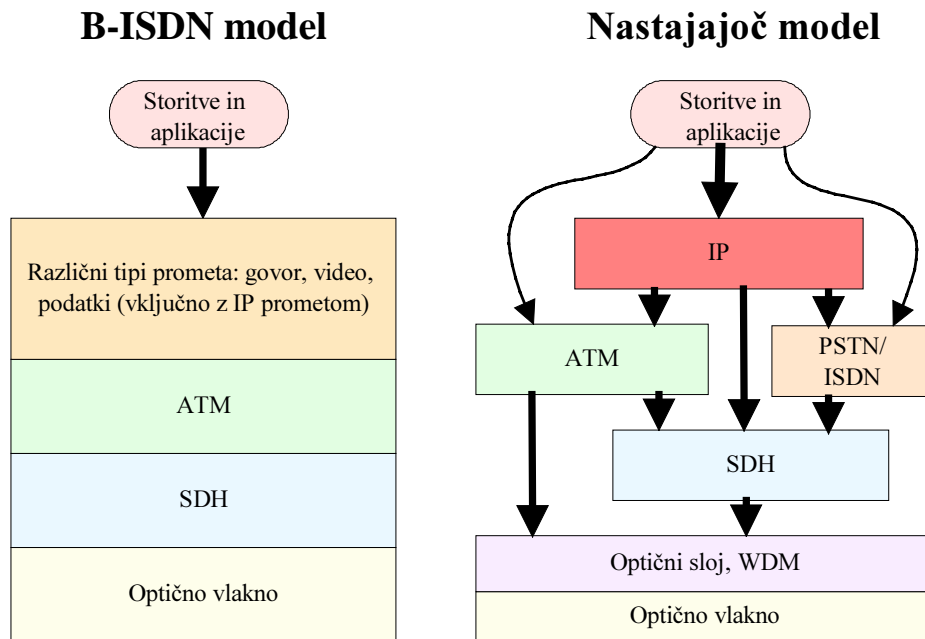 B-ISDN model
Storitve in
aplikacije
Različni tipi prometa: govor, video,
podatki (vključno z IP prometom)
ATM
SDH
Optično vlakno
Nastajajoč model
Storitve in
aplikacije
IP
ATM
PSTN/
ISDN
SDH
Optični sloj, WDM
Optično vlakno